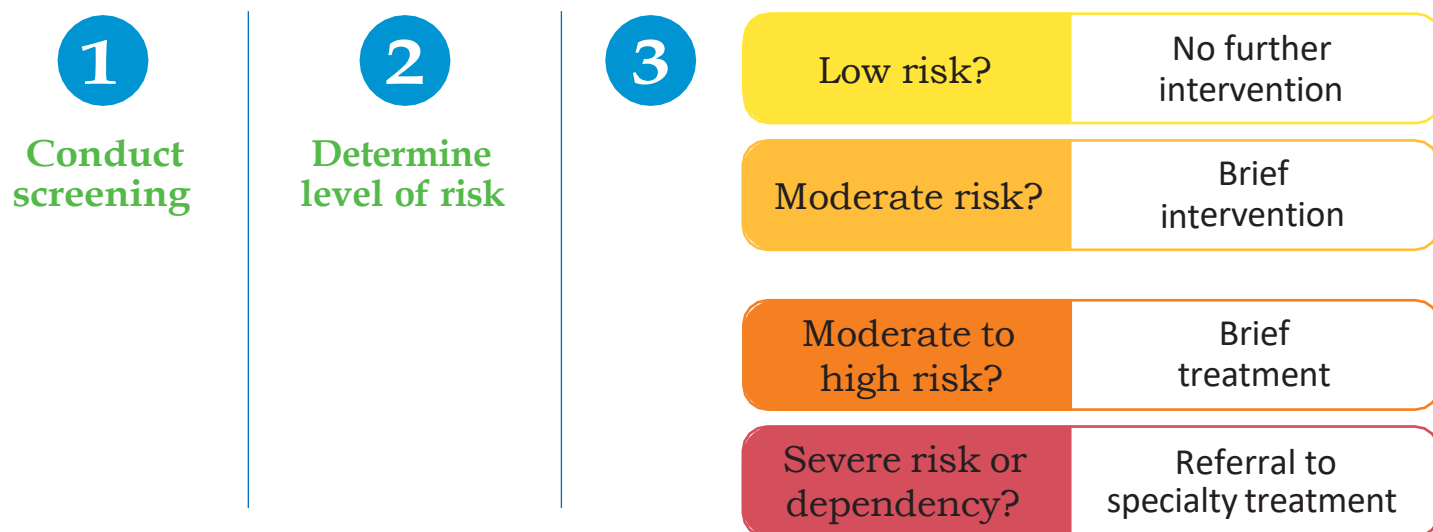 1
Conduct
screening
2
Determine
level of risk
3
Low risk?
No further
intervention
Moderate risk?
Brief
intervention
Moderate to
high risk?
Brief
treatment
Severe risk or
dependency?
Referral to
specialty treatment